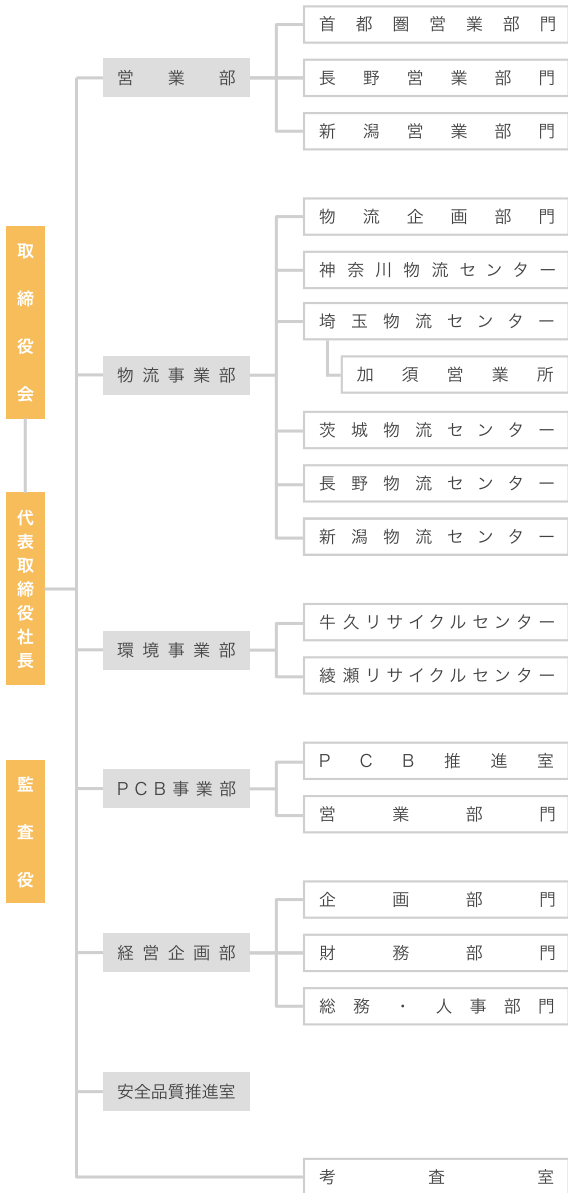 取締役会
代表取締役社長
監査役
営業部
首都圏営業部門
長野営業部門
新潟営業部門
物流事業部
物流企画部門
神奈川物流センター
埼玉物流センター
加須営業所
茨城物流センター
長野物流センター
新潟物流センター
環境事業部
牛久リサイクルセンター
綾瀬リサイクルセンター
PCB事業部
PCB推進室
営業部門
経営企画部
企画部門
財務部門
総務・人事部門
安全品質推進室
考査室